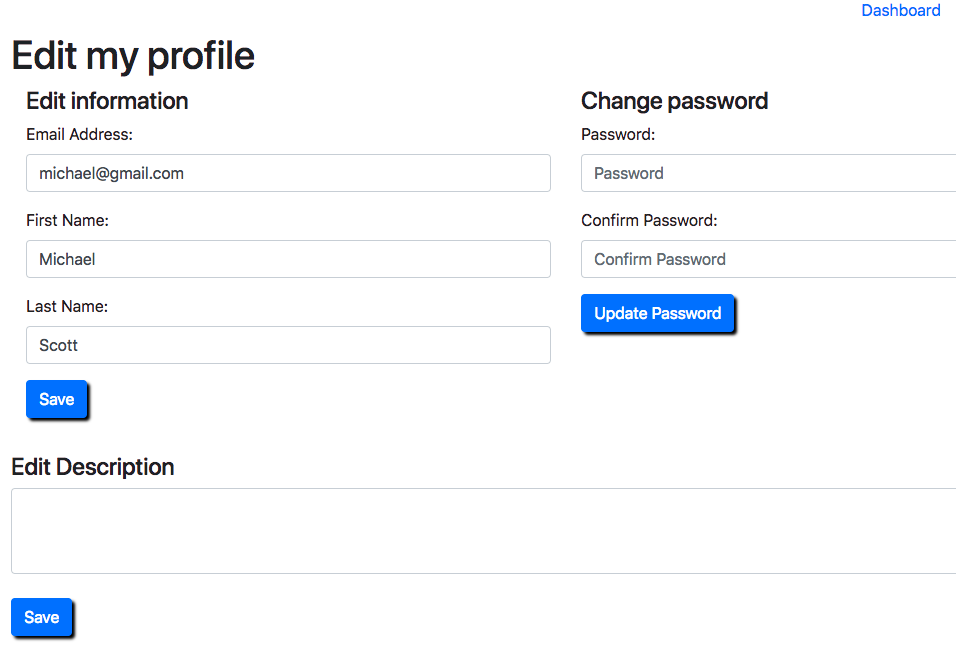 Dashboard
Edit my profile
Edit information
Email Address:
michael@gmail.com
First Name:
Michael
Last Name:
Scott
Save
Change password
Password:
Password
Confirm Password:
Confirm Password
Update Password
Edit Description
Save